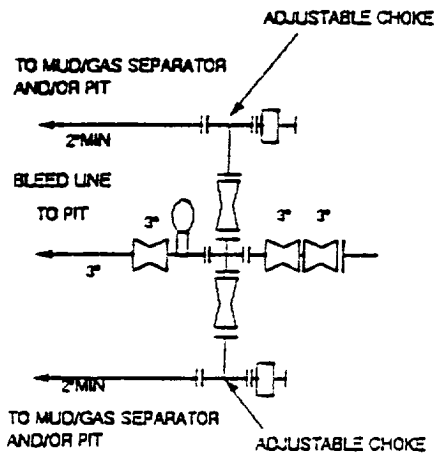 ADJUSTABLE CHOKE
TO MUD/GAS SEPARATOR
AND/OR PIT
2"MIN
BLEED LINE
TO PIT
3"
3"
3"
3"
2"MIN
TO MUD/GAS SEPARATOR
AND/OR PIT
ADJUSTABLE CHOKE